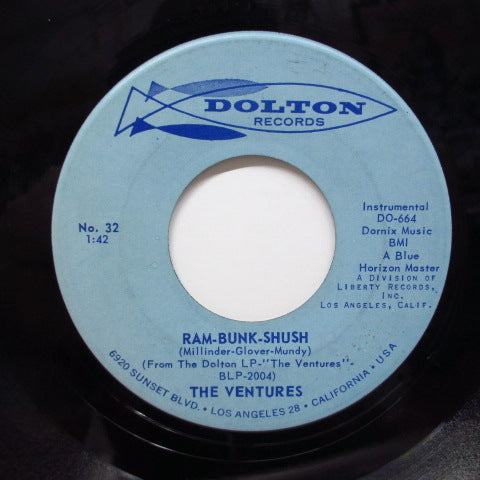 DOLTON
RECORDS
No. 32
1:42
Instrumental
DO-664
Dornix Music
BMI
A Blue
Horizon Master
A DIVISION OF
LIBERTY RECORDS,
INC.
LOS ANGELES, CALIF.
RAM-BUNK-SHUSH
(Millinder-Glover-Mundy)
(From The Dolton LP-"The Ventures"-
BLP-2004)
THE VENTURES
6920 SUNSET BLVD. • LOS ANGELES 28 • CALIFORNIA • USA